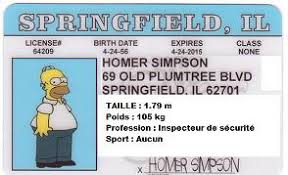 SPRINGFIELD, IL
LICENSE# BIRTH DATE EXPIRES CLASS
64209 4-24-56 4-24-2015 NONE
HOMER SIMPSON
69 OLD PLUMTREE BLVD
SPRINGFIELD, IL 62701
TAILLE : 1.79 m
Poids : 105 kg
Profession : Inspecteur de sécurité
Sport : Aucun
x HOMER SIMPSON